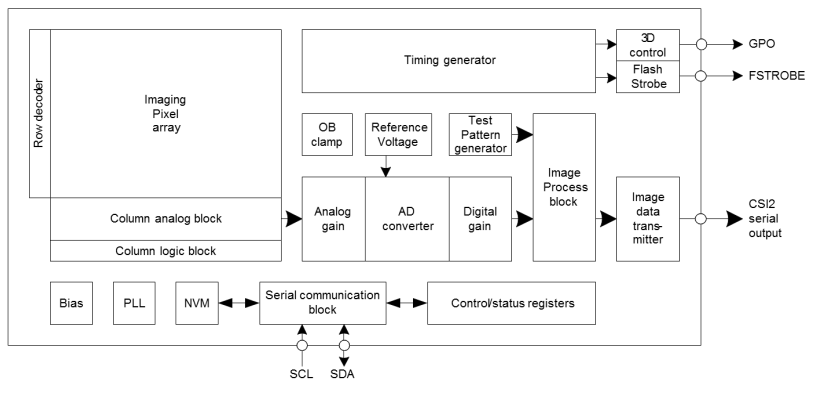 Row decoder
Imaging
Pixel
array
Column analog block
Column logic block
Timing generator
3D
control
Flash
Strobe
GPO
FSTROBE
OB
clamp
Reference
Voltage
Test
Pattern
generator
Analog
gain
AD
converter
Digital
gain
Image
Process
block
Image
data
trans-
mitter
CSI2
serial
output
Bias
PLL
NVM
Serial communication
block
Control/status registers
SCL
SDA